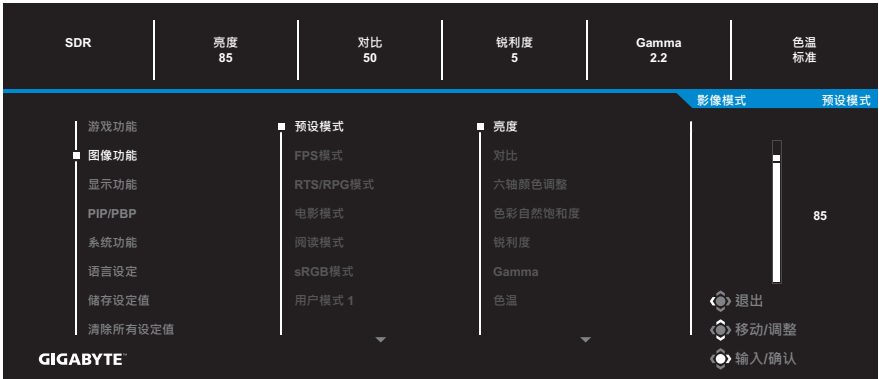 SDR 亮度 对比 锐利度 Gamma 色温
85 50 5 2.2 标准
影像模式 预设模式
游戏功能 预设模式 亮度
图像功能 FPS模式 对比
显示功能 RTS/RPG模式 六轴颜色调整
PIP/PBP 电影模式 色彩自然饱和度
85
系统功能 阅读模式 锐利度
语言设定 sRGB模式 Gamma
储存设定值 用户模式 1 色温
退出
清除所有设定值
移动/调整
GIGABYTE™
输入/确认